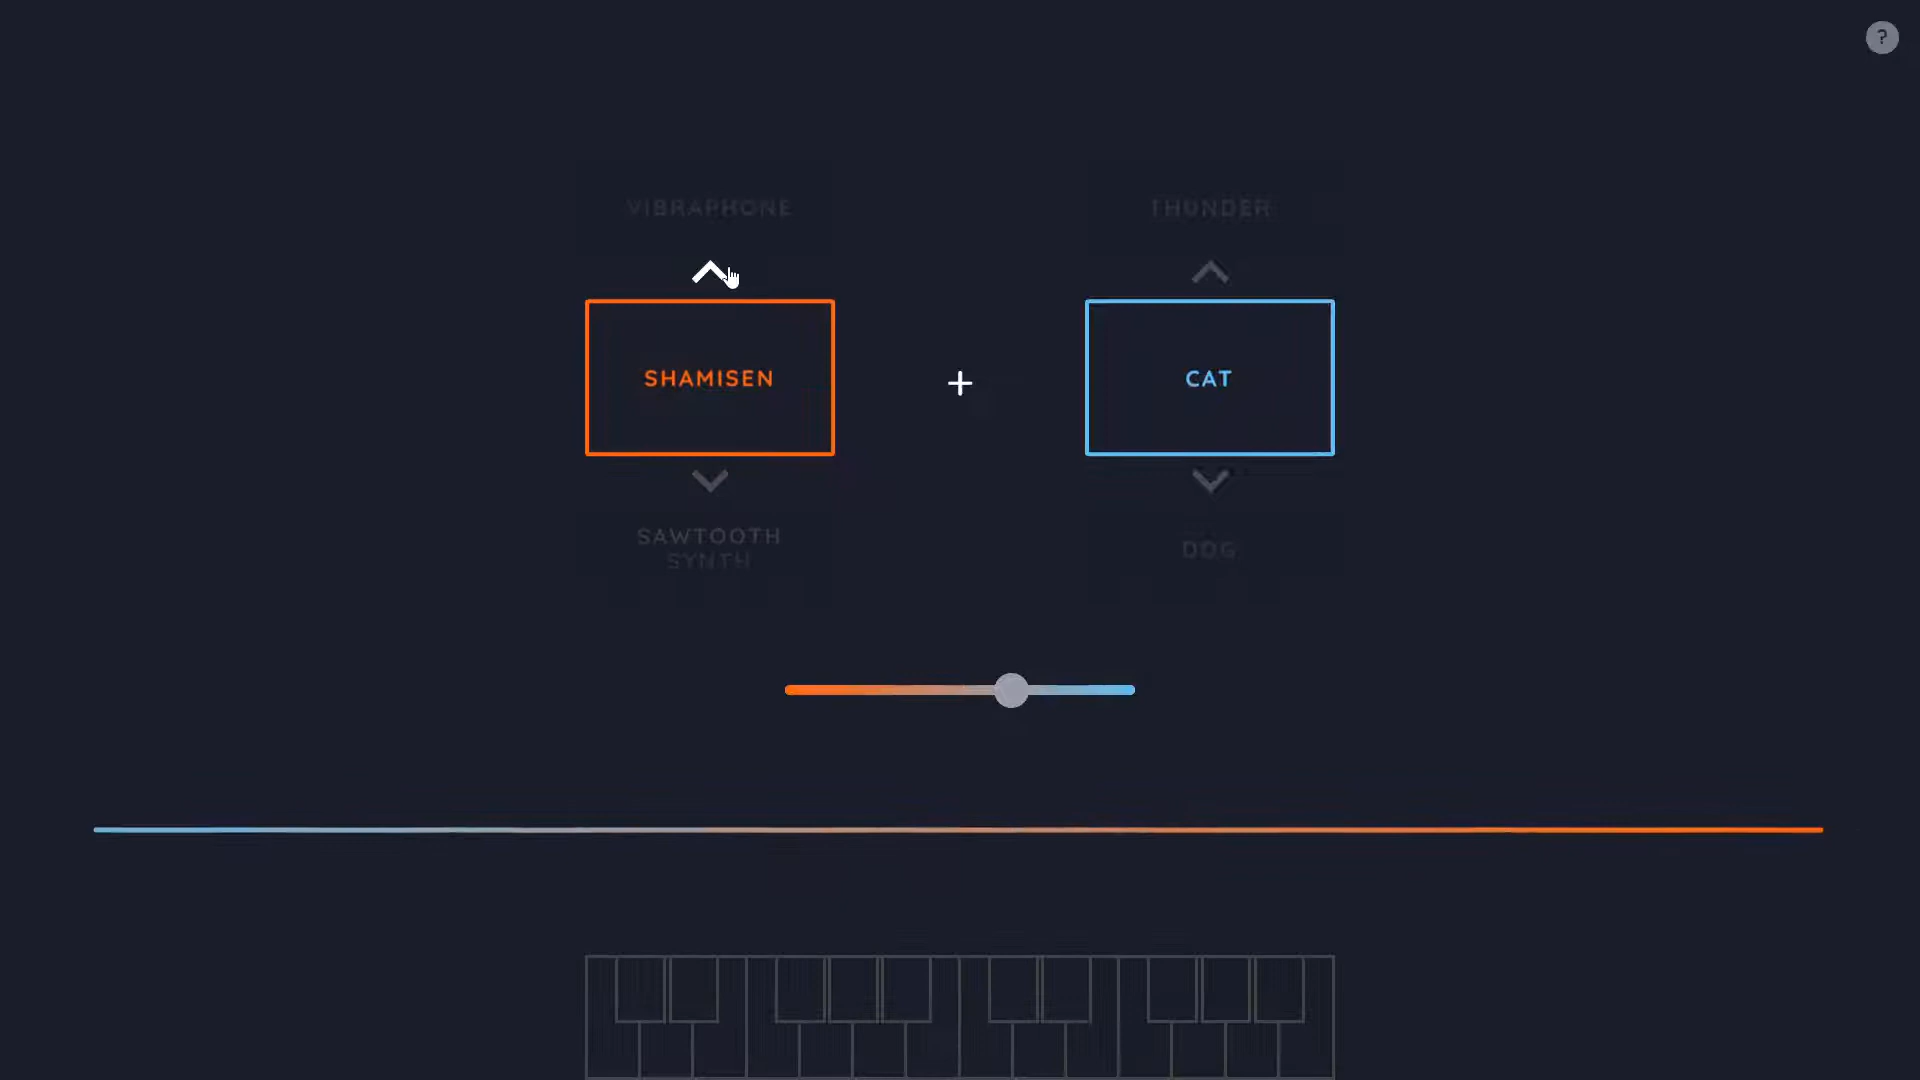 ?
VIBRAPHONE
THUNDER
SHAMISEN
+
CAT
SAWTOOTH
SYNTH
DOG